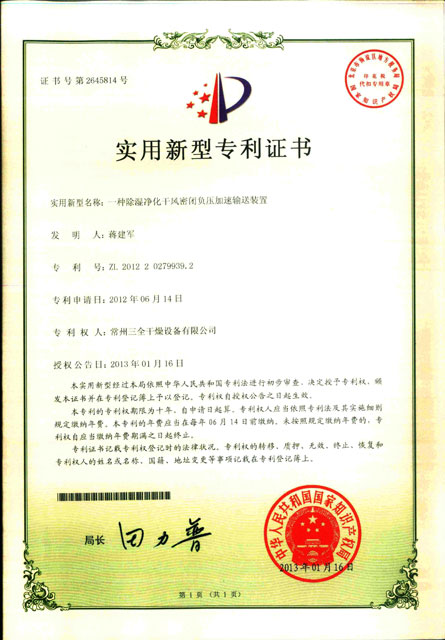 证书号第2645814号
国家知识产权局
印花税
代扣专用章
实用新型专利证书
实用新型名称：一种除湿净化干风密闭负压加速输送装置
发明人：蒋建军
专利号：ZL 2012 2 0279939.2
专利申请日：2012年06月14日
专利权人：常州三全干燥设备有限公司
授权公告日：2013年01月16日
本实用新型经过本局依照中华人民共和国专利法进行初步审查，决定授予专利权，颁
发本证书并在专利登记簿上予以登记。专利权自授权公告之日起生效。
本专利的专利权期限为十年，自申请日起算。专利权人应当依照专利法及其实施细则
规定缴纳年费。本专利的年费应当在每年06月14日前缴纳。未按照规定缴纳年费的，专
利权自应当缴纳年费期满之日起终止。
专利证书记载专利权登记时的法律状况。专利权的转移、质押、无效、终止、恢复和
专利权人的姓名或名称、国籍、地址变更等事项记载在专利登记簿上。
局长
田力普
中华人民共和国国家知识产权局
2013年01月16日
第1页（共1页）